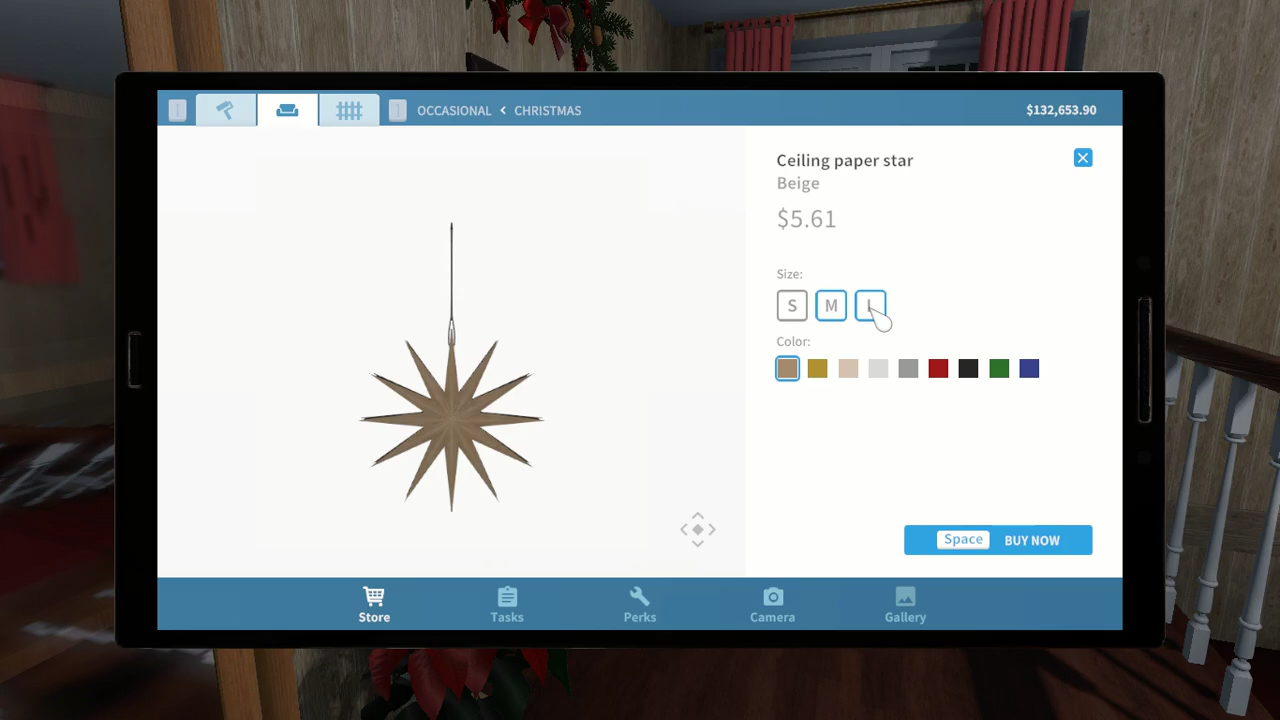 OCCASIONAL < CHRISTMAS
$132,653.90
Ceiling paper star
Beige
$5.61
Size:
S M L
Color:
Space BUY NOW
Store Tasks Perks Camera Gallery